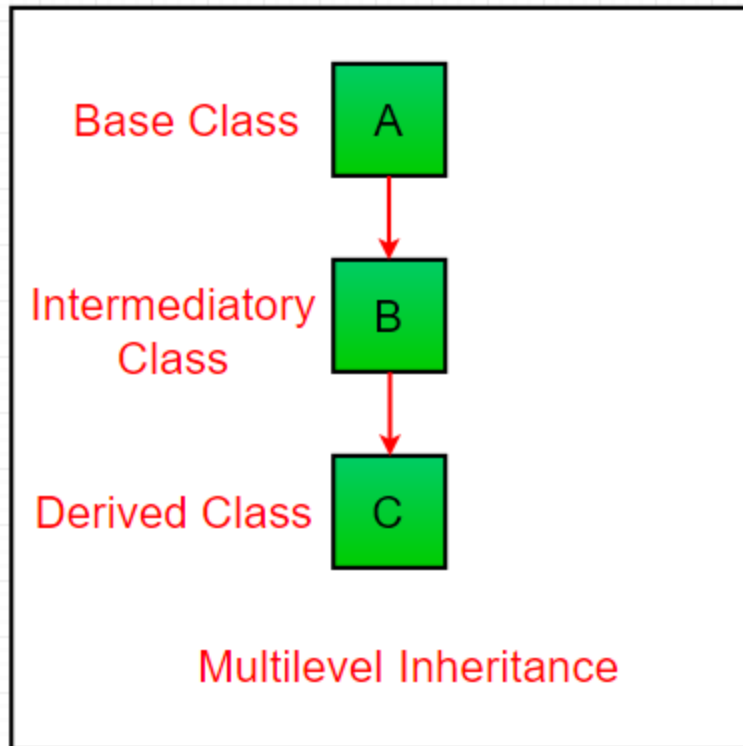 Base Class
A
Intermediatory
Class
B
Derived Class
C
Multilevel Inheritance